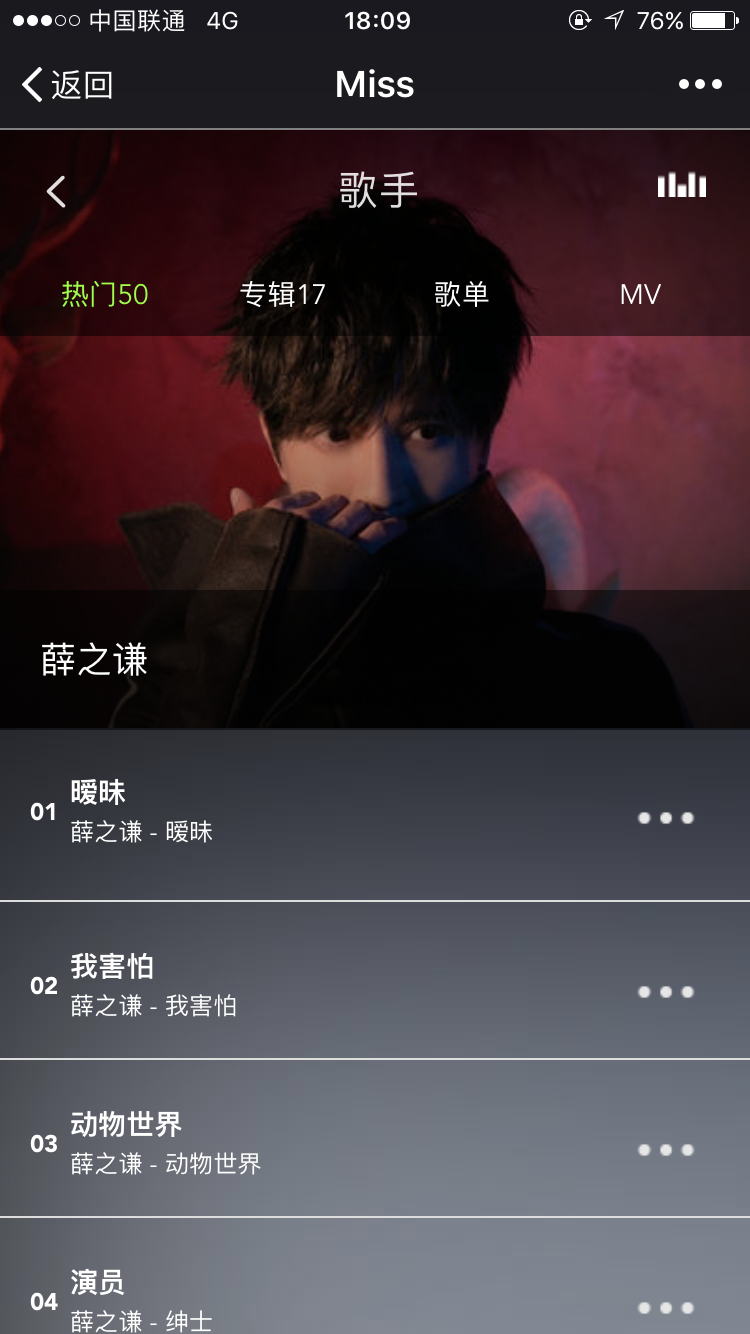 中国联通 4G 18:09 76%
返回 Miss
歌手
热门50 专辑17 歌单 MV
薛之谦
01 暧昧
薛之谦 - 暧昧
02 我害怕
薛之谦 - 我害怕
03 动物世界
薛之谦 - 动物世界
04 演员
薛之谦 - 绅士